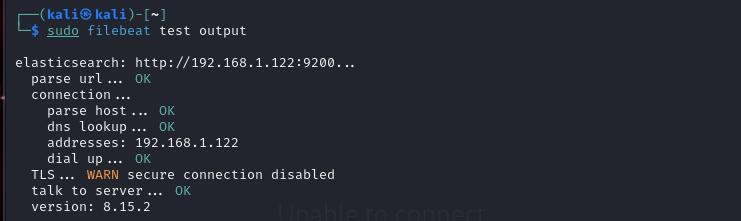 ┌──(kali㉿kali)-[~]
└─$ sudo filebeat test output
elasticsearch: http://192.168.1.122:9200...
parse url... OK
connection...
parse host... OK
dns lookup... OK
addresses: 192.168.1.122
dial up... OK
TLS... WARN secure connection disabled
talk to server... OK
version: 8.15.2
Unable to connect